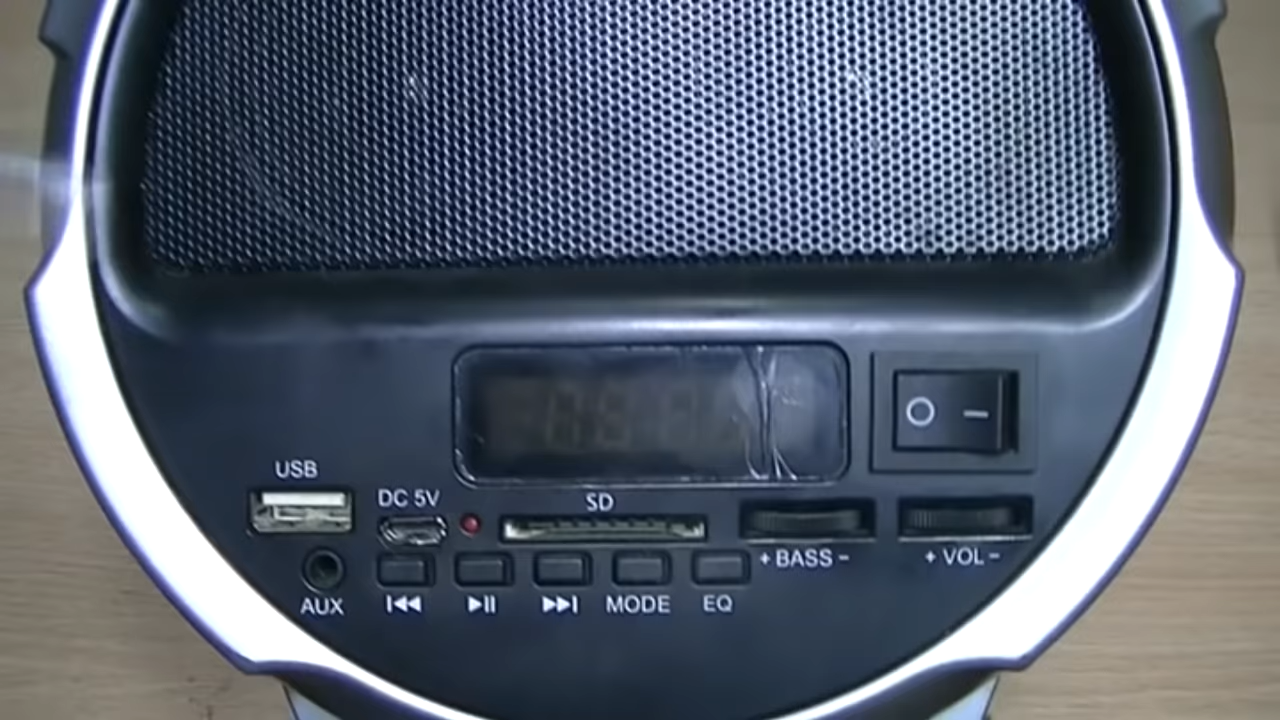 USB
DC 5V
SD
+ BASS -
+ VOL -
AUX
MODE
EQ